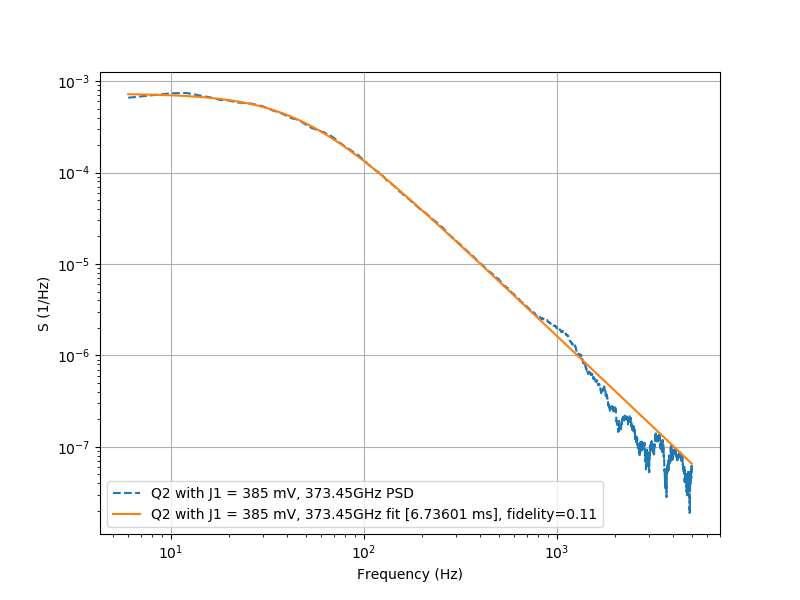 10⁻³
10⁻⁴
10⁻⁵
10⁻⁶
10⁻⁷
S (1/Hz)
Q2 with J1 = 385 mV, 373.45GHz PSD
Q2 with J1 = 385 mV, 373.45GHz fit [6.73601 ms], fidelity=0.11
10¹ 10² 10³
Frequency (Hz)